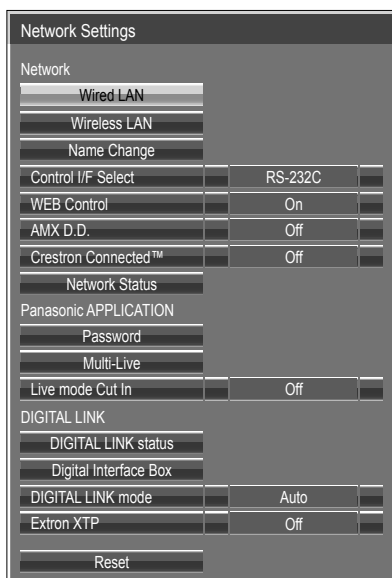 Network Settings
Network
Wired LAN
Wireless LAN
Name Change
Control I/F Select RS-232C
WEB Control On
AMX D.D. Off
Crestron Connected™ Off
Network Status
Panasonic APPLICATION
Password
Multi-Live
Live mode Cut In Off
DIGITAL LINK
DIGITAL LINK status
Digital Interface Box
DIGITAL LINK mode Auto
Extron XTP Off
Reset